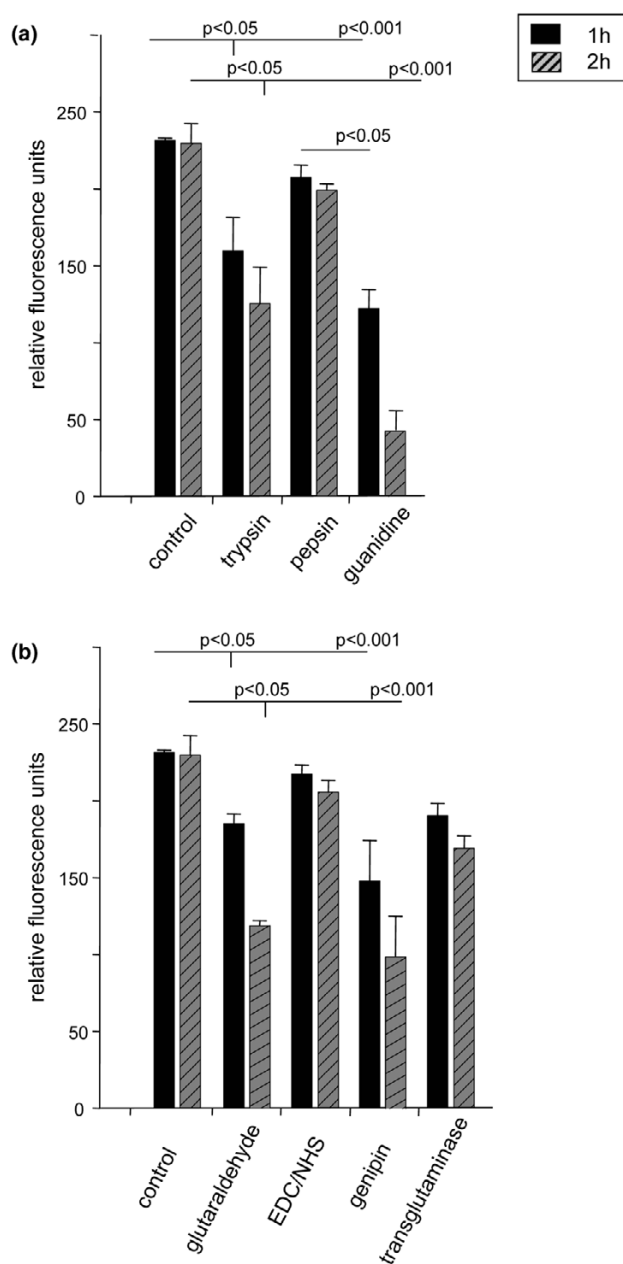 (a)
p<0.05 p<0.001
1h
2h
p<0.05 p<0.001
250
p<0.05
150
50
0
relative fluorescence units
control trypsin pepsin guanidine
(b)
p<0.05 p<0.001
p<0.05 p<0.001
250
150
50
0
relative fluorescence units
control glutaraldehyde EDC/NHS genipin transglutaminase